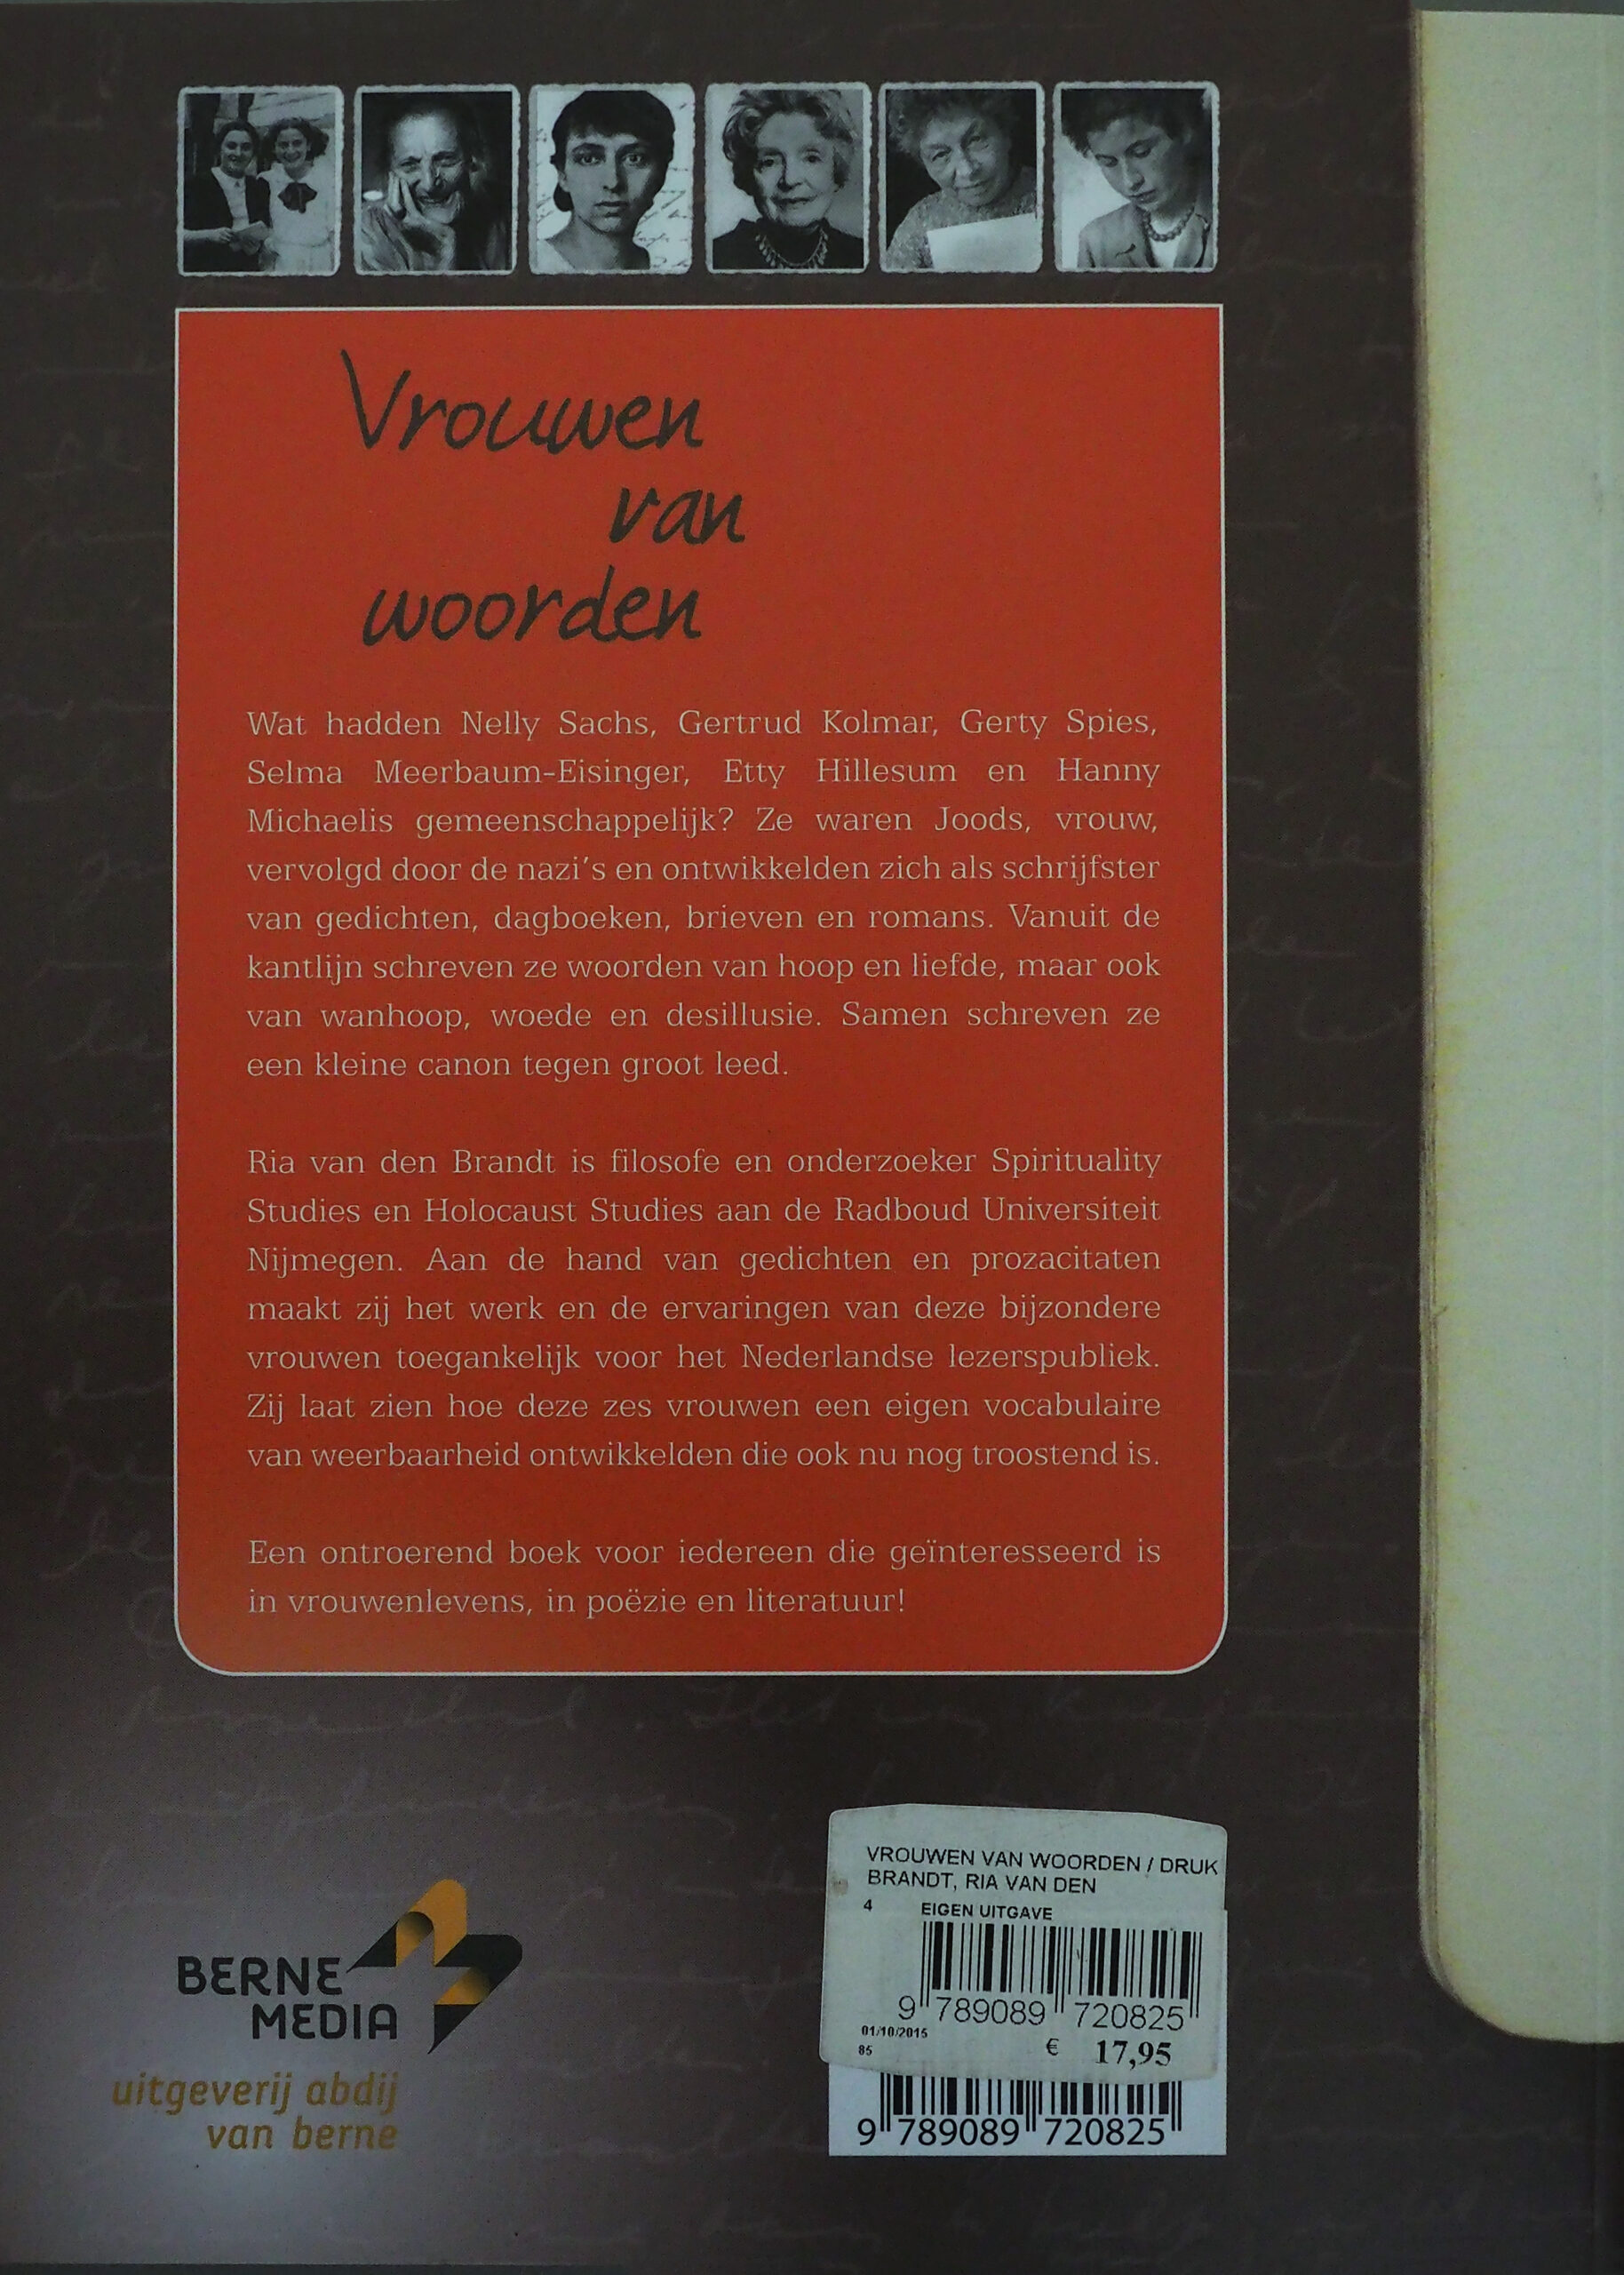 Vrouwen
van
woorden
Wat hadden Nelly Sachs, Gertrud Kolmar, Gerty Spies,
Selma Meerbaum-Eisinger, Etty Hillesum en Hanny
Michaelis gemeenschappelijk? Ze waren Joods, vrouw,
vervolgd door de nazi's en ontwikkelden zich als schrijfster
van gedichten, dagboeken, brieven en romans. Vanuit de
kantlijn schreven ze woorden van hoop en liefde, maar ook
van wanhoop, woede en desillusie. Samen schreven ze
een kleine canon tegen groot leed.
Ria van den Brandt is filosofe en onderzoeker Spirituality
Studies en Holocaust Studies aan de Radboud Universiteit
Nijmegen. Aan de hand van gedichten en prozacitaten
maakt zij het werk en de ervaringen van deze bijzondere
vrouwen toegankelijk voor het Nederlandse lezerspubliek.
Zij laat zien hoe deze zes vrouwen een eigen vocabulaire
van weerbaarheid ontwikkelden die ook nu nog troostend is.
Een ontroerend boek voor iedereen die geïnteresseerd is
in vrouwenlevens, in poëzie en literatuur!
BERNE
MEDIA
uitgeverij abdij
van berne
VROUWEN VAN WOORDEN / DRUK
BRANDT, RIA VAN DEN
4 EIGEN UITGAVE
9 789089 720825
01/10/2015
85 € 17,95
9 789089 720825